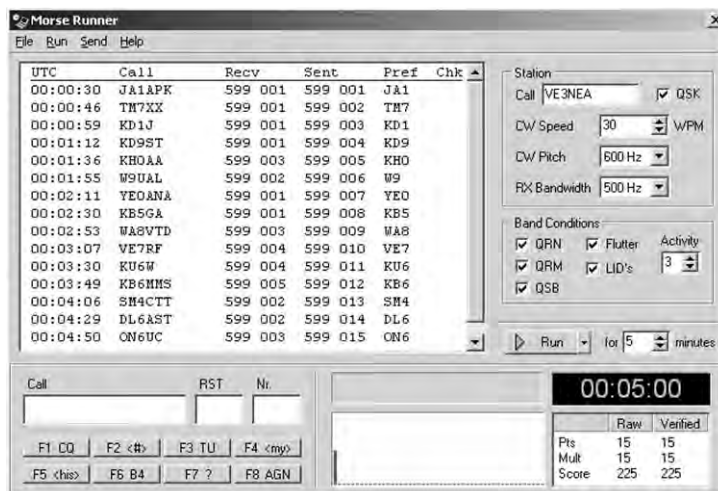 Morse Runner
File Run Send Help
UTC Call Recv Sent Pref Chk
00:00:30 JA1APK 599 001 599 001 JA1
00:00:46 TM7XX 599 001 599 002 TM7
00:00:59 KD1J 599 001 599 003 KD1
00:01:12 KD9ST 599 001 599 004 KD9
00:01:36 KH0AA 599 003 599 005 KH0
00:01:55 W9UAL 599 002 599 006 W9
00:02:11 YE0ANA 599 001 599 007 YE0
00:02:30 KB5GA 599 001 599 008 KB5
00:02:53 WA8VTD 599 003 599 009 WA8
00:03:07 VE7RF 599 004 599 010 VE7
00:03:30 KU6W 599 004 599 011 KU6
00:03:49 KB6MMS 599 005 599 012 KB6
00:04:06 SM4CTT 599 002 599 013 SM4
00:04:29 DL6AST 599 002 599 014 DL6
00:04:50 ON6UC 599 003 599 015 ON6
Station
Call VE3NEA QSK
CW Speed 30 WPM
CW Pitch 600 Hz
RX Bandwidth 500 Hz
Band Conditions
QRN Flutter Activity
QRM LID's 3
QSB
Run for 5 minutes
Call RST Nr.
F1 CQ F2 <#> F3 TU F4 <my>
F5 <his> F6 B4 F7 ? F8 AGN
00:05:00
Raw Verified
Pts 15 15
Mult 15 15
Score 225 225